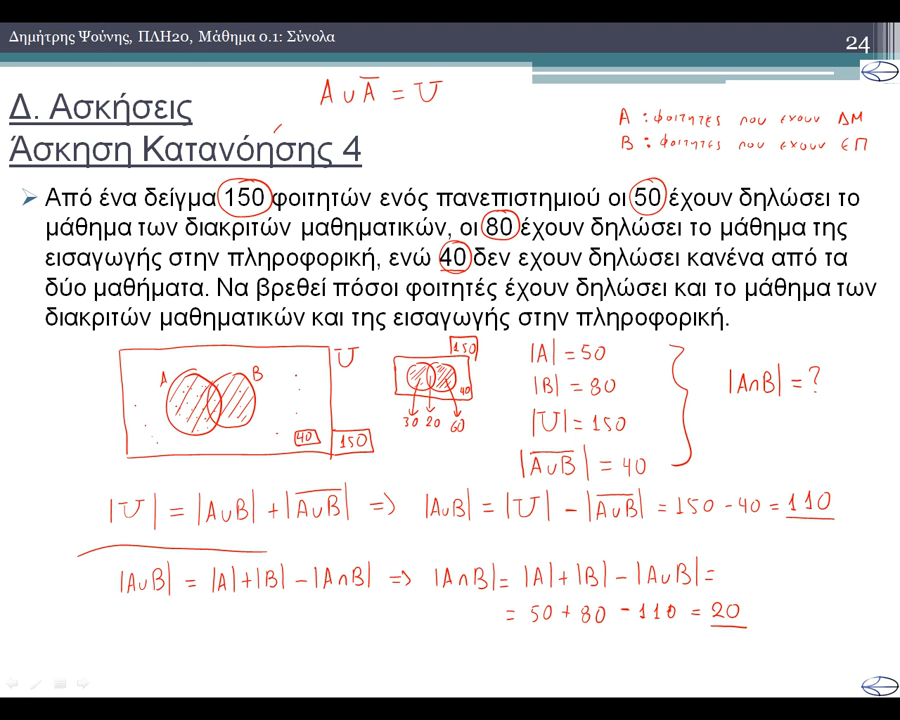 Δημήτρης Ψούνης, ΠΛΗ20, Μάθημα 0.1: Σύνολα
24
A ∪ A̅ = U
Δ. Ασκήσεις
Άσκηση Κατανόησης 4
A : φοιτητες που εχουν ΔΜ
B : φοιτητες που εχουν ΕΠ
Από ένα δείγμα 150 φοιτητών ενός πανεπιστημιού οι 50 έχουν δηλώσει το
μάθημα των διακριτών μαθηματικών, οι 80 έχουν δηλώσει το μάθημα της
εισαγωγής στην πληροφορική, ενώ 40 δεν εχουν δηλώσει κανένα από τα
δύο μαθήματα. Να βρεθεί πόσοι φοιτητές έχουν δηλώσει και το μάθημα των
διακριτών μαθηματικών και της εισαγωγής στην πληροφορική.
A B U
40 150
150
40
30 20 60
|A| = 50
|B| = 80
|U| = 150
|A̅∪̅B̅| = 40
|A∩B| = ?
|U| = |A∪B| + |A̅∪̅B̅| => |A∪B| = |U| - |A̅∪̅B̅| = 150 - 40 = 110
|A∪B| = |A| + |B| - |A∩B| => |A∩B| = |A| + |B| - |A∪B| =
= 50 + 80 - 110 = 20